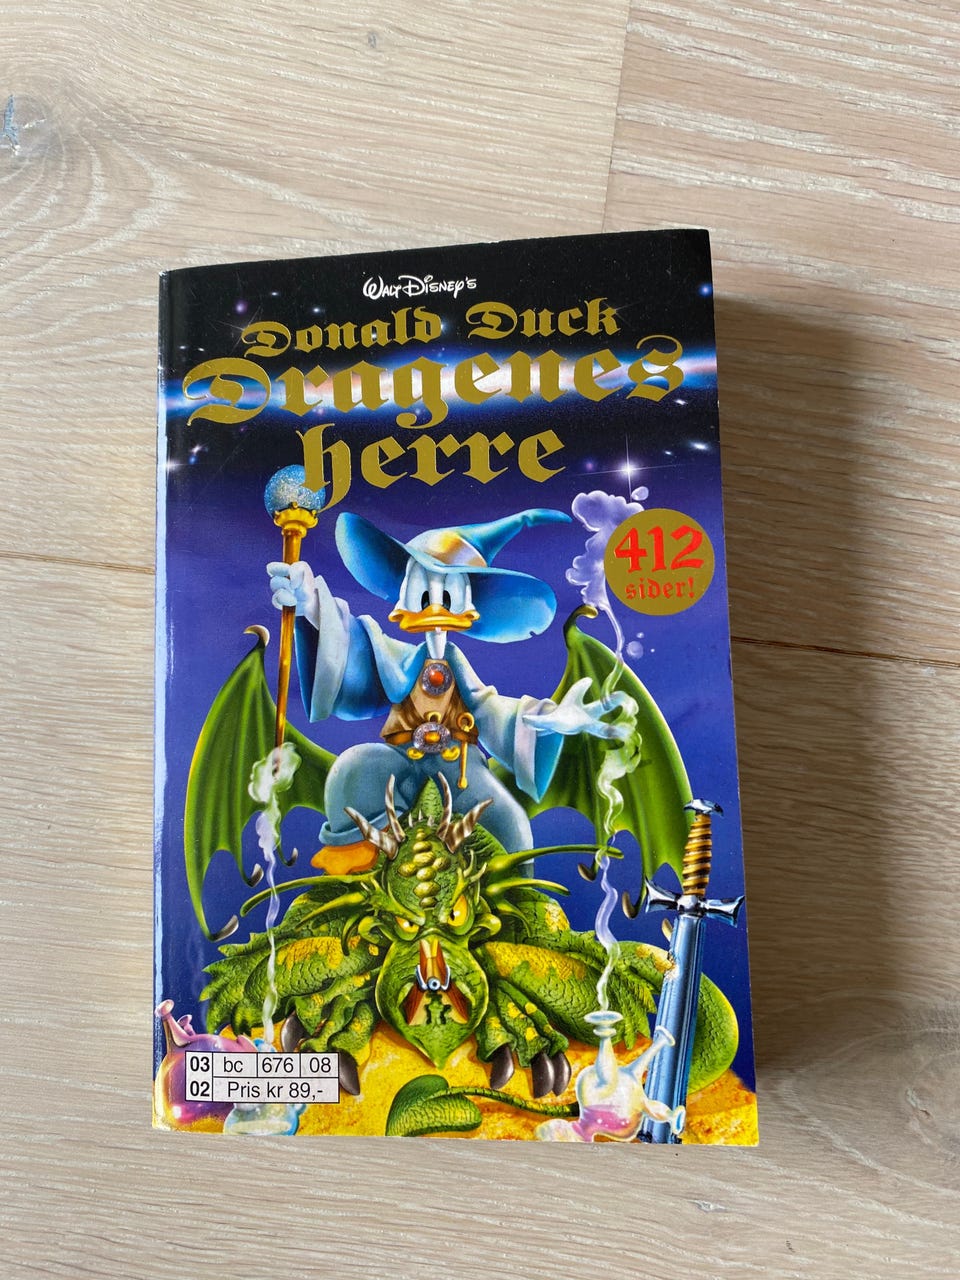 WALT DISNEY'S
Donald Duck
Dragenes
herre
412
sider!
03 bc 676 08
02 Pris kr 89,-